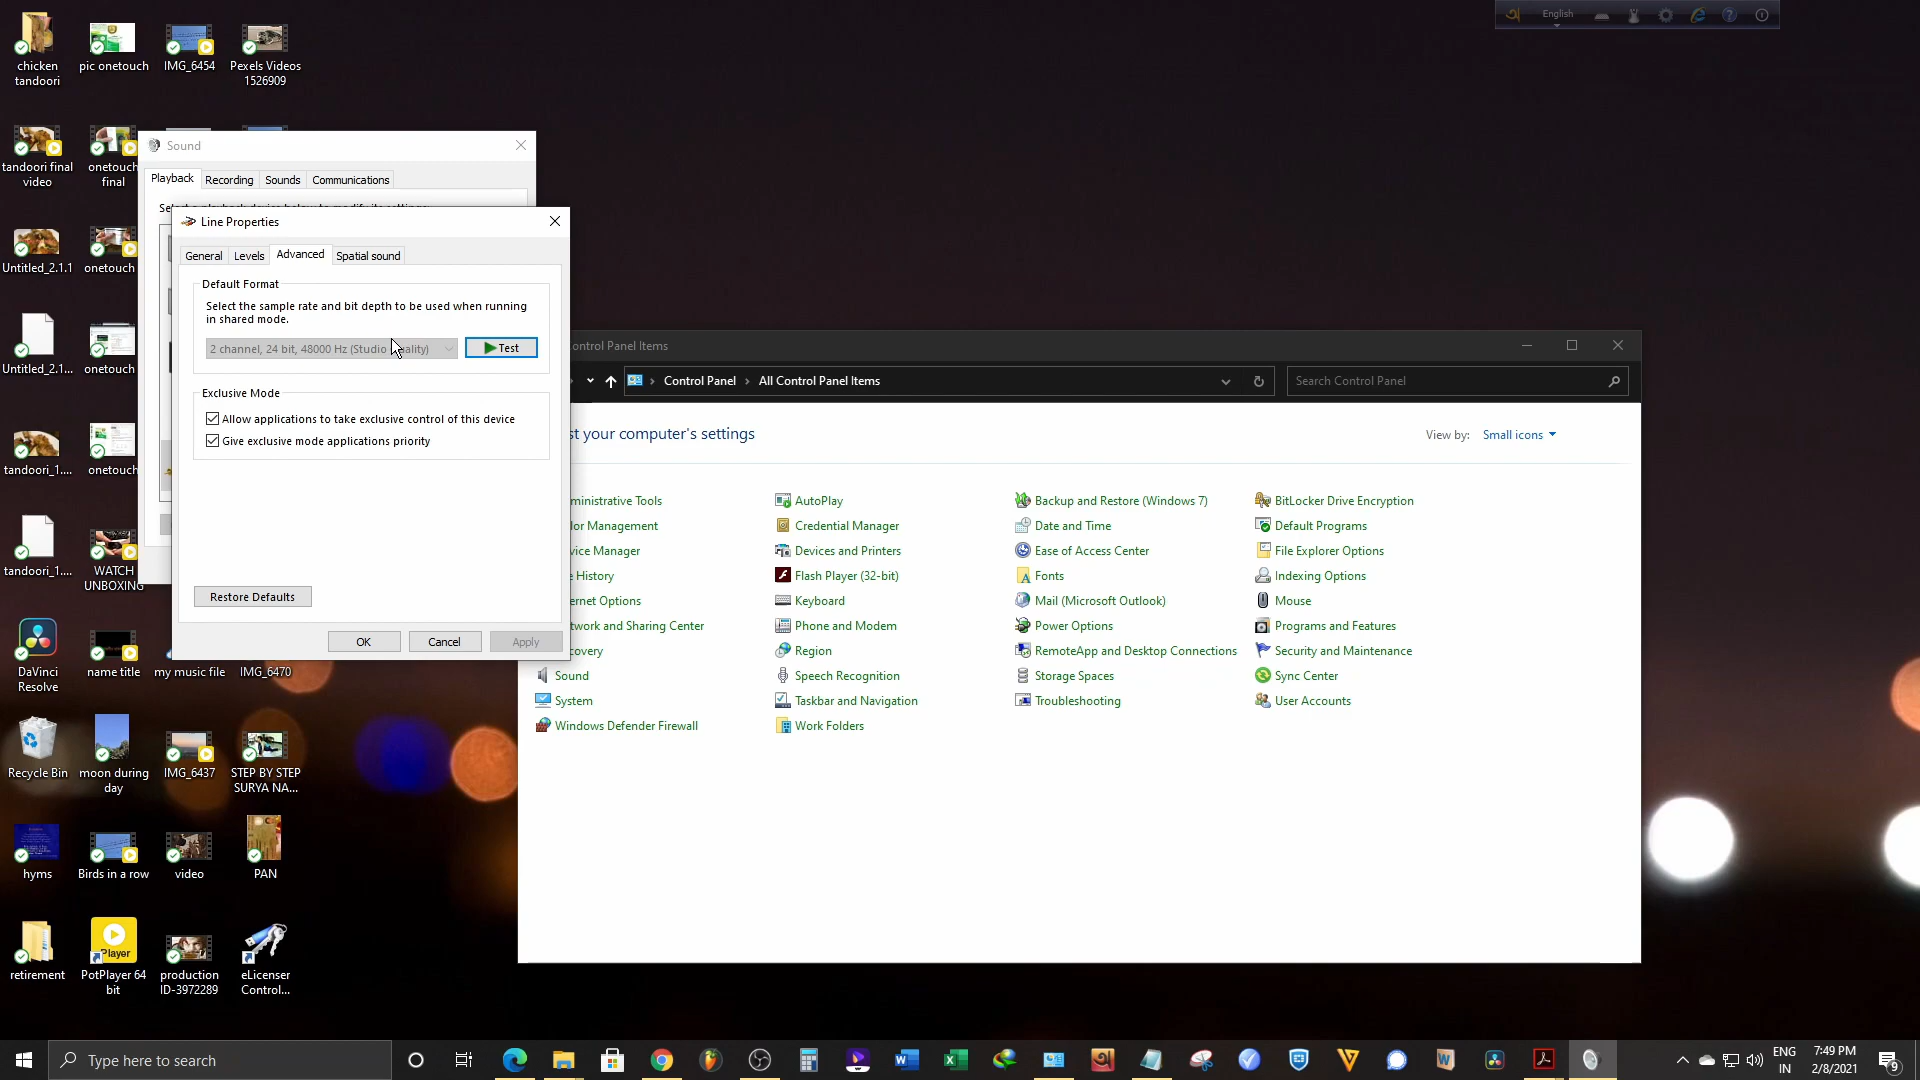 English
chicken
tandoori
pic onetouch
IMG_6454
Pexels Videos
1526909
tandoori final
video
onetouch
final
Untitled_2.1.1
onetouch
Untitled_2.1...
onetouch
tandoori_1....
onetouch
tandoori_1....
WATCH
UNBOXING
DaVinci
Resolve
name title
my music file
IMG_6470
Recycle Bin
moon during
day
IMG_6437
STEP BY STEP
SURYA NA...
hyms
Birds in a row
video
PAN
retirement
Player
PotPlayer 64
bit
production
ID-3972289
eLicenser
Control...
Sound
Playback
Recording
Sounds
Communications
Line Properties
General
Levels
Advanced
Spatial sound
Default Format
Select the sample rate and bit depth to be used when running
in shared mode.
2 channel, 24 bit, 48000 Hz (Studio Quality)
Test
Exclusive Mode
Allow applications to take exclusive control of this device
Give exclusive mode applications priority
Restore Defaults
OK
Cancel
Apply
ontrol Panel Items
Control Panel
All Control Panel Items
Search Control Panel
st your computer's settings
View by:
Small icons
ministrative Tools
AutoPlay
Backup and Restore (Windows 7)
BitLocker Drive Encryption
lor Management
Credential Manager
Date and Time
Default Programs
vice Manager
Devices and Printers
Ease of Access Center
File Explorer Options
e History
Flash Player (32-bit)
Fonts
Indexing Options
ernet Options
Keyboard
Mail (Microsoft Outlook)
Mouse
twork and Sharing Center
Phone and Modem
Power Options
Programs and Features
covery
Region
RemoteApp and Desktop Connections
Security and Maintenance
Sound
Speech Recognition
Storage Spaces
Sync Center
System
Taskbar and Navigation
Troubleshooting
User Accounts
Windows Defender Firewall
Work Folders
Type here to search
ENG
IN
7:49 PM
2/8/2021
9